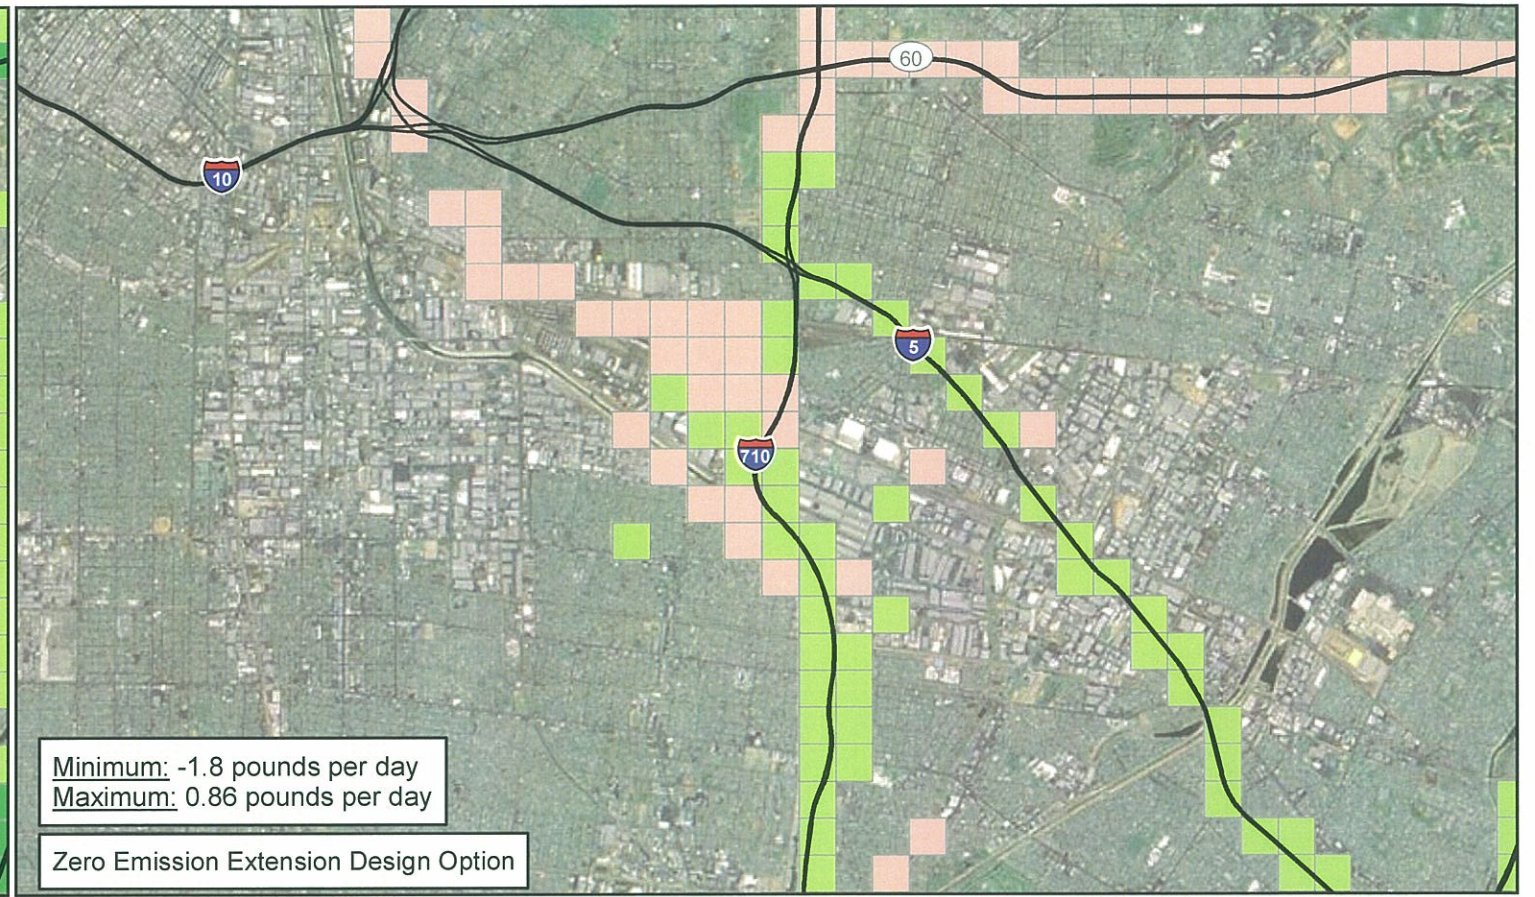 60
10
5
710
Minimum: -1.8 pounds per day
Maximum: 0.86 pounds per day
Zero Emission Extension Design Option